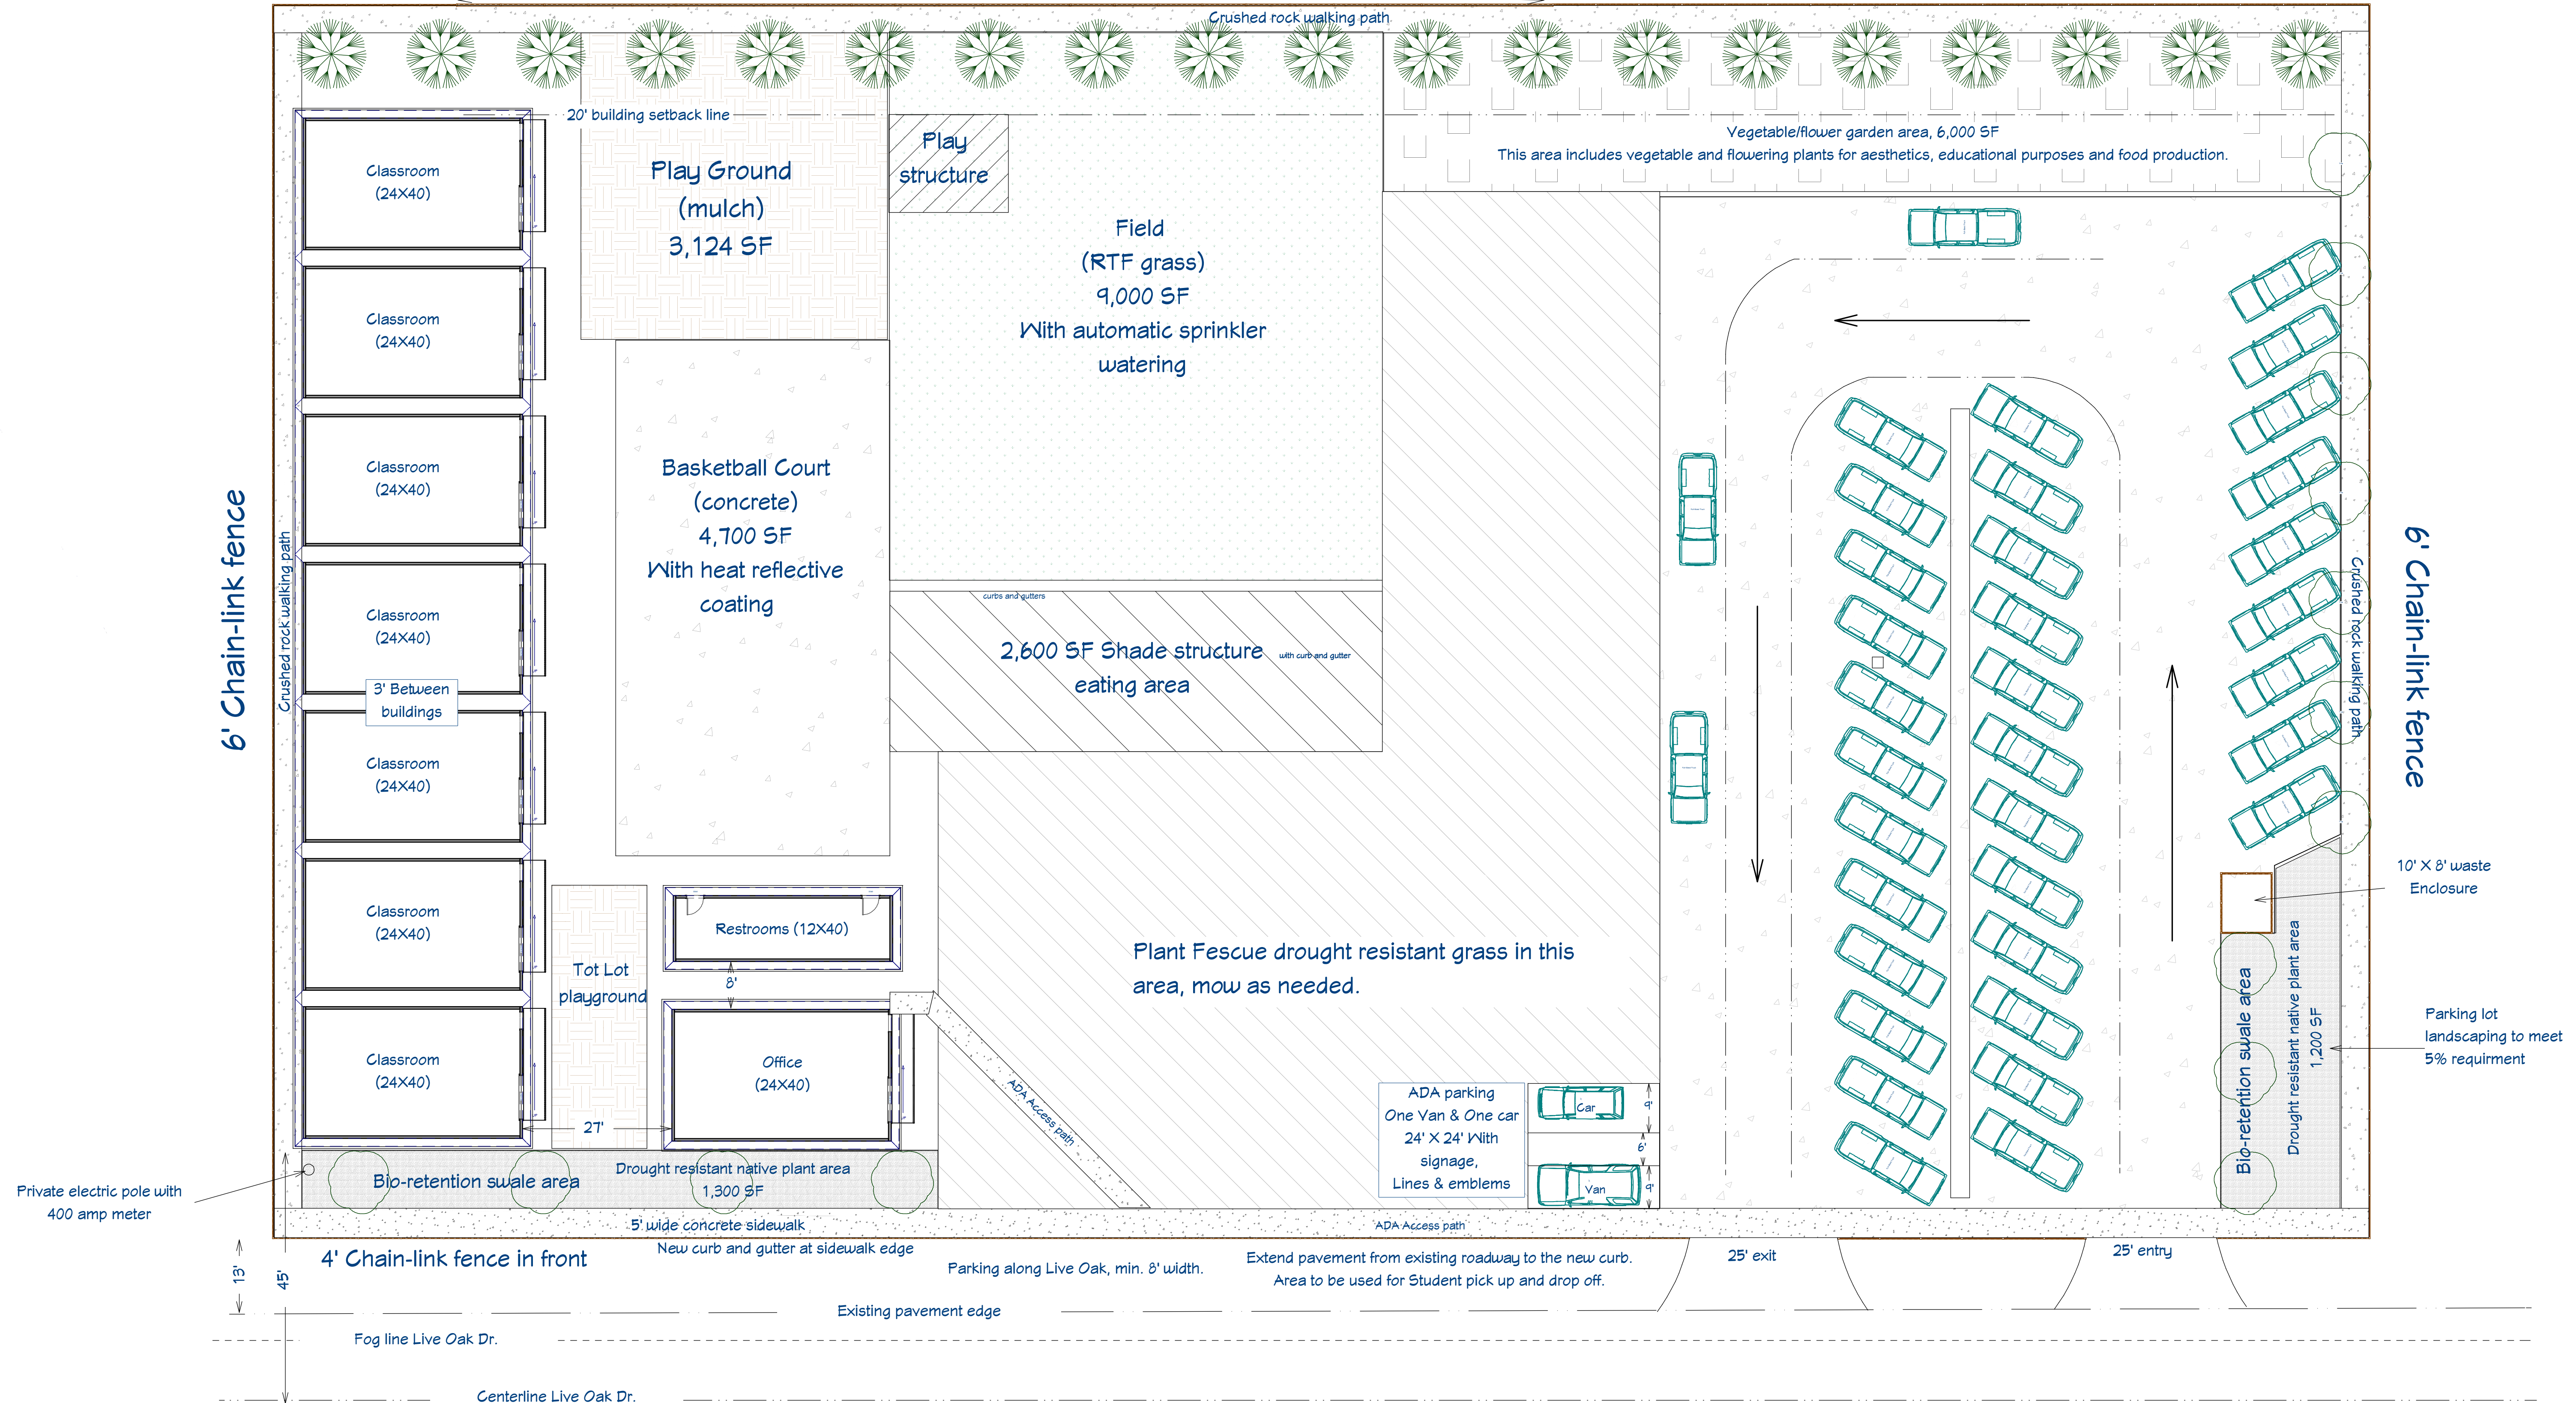 Crushed rock walking path
20' building setback line
Play Ground
(mulch)
3,124 SF
Play
structure
Vegetable/flower garden area, 6,000 SF
This area includes vegetable and flowering plants for aesthetics, educational purposes and food production.
Field
(RTF grass)
9,000 SF
With automatic sprinkler
watering
Classroom
(24X40)
Classroom
(24X40)
Classroom
(24X40)
Classroom
(24X40)
3' Between
buildings
Classroom
(24X40)
Classroom
(24X40)
Classroom
(24X40)
6' Chain-link fence
Crushed rock walking path
Basketball Court
(concrete)
4,700 SF
With heat reflective
coating
curbs and gutters
2,600 SF Shade structure
with curb and gutter
eating area
Crushed rock walking path
6' Chain-link fence
10' X 8' waste
Enclosure
Restrooms (12X40)
8'
Tot Lot
playground
Office
(24X40)
27'
Plant Fescue drought resistant grass in this
area, mow as needed.
ADA Access path
ADA parking
One Van & One car
24' X 24' With
signage,
Lines & emblems
Car
Van
9'
6'
9'
Bio-retention swale area
Drought resistant native plant area
1,200 SF
Parking lot
landscaping to meet
5% requirment
Private electric pole with
400 amp meter
Bio-retention swale area
Drought resistant native plant area
1,300 SF
5' wide concrete sidewalk
ADA Access path
New curb and gutter at sidewalk edge
4' Chain-link fence in front
13'
45'
Parking along Live Oak, min. 8' width.
Extend pavement from existing roadway to the new curb.
Area to be used for Student pick up and drop off.
25' exit
25' entry
Existing pavement edge
Fog line Live Oak Dr.
Centerline Live Oak Dr.